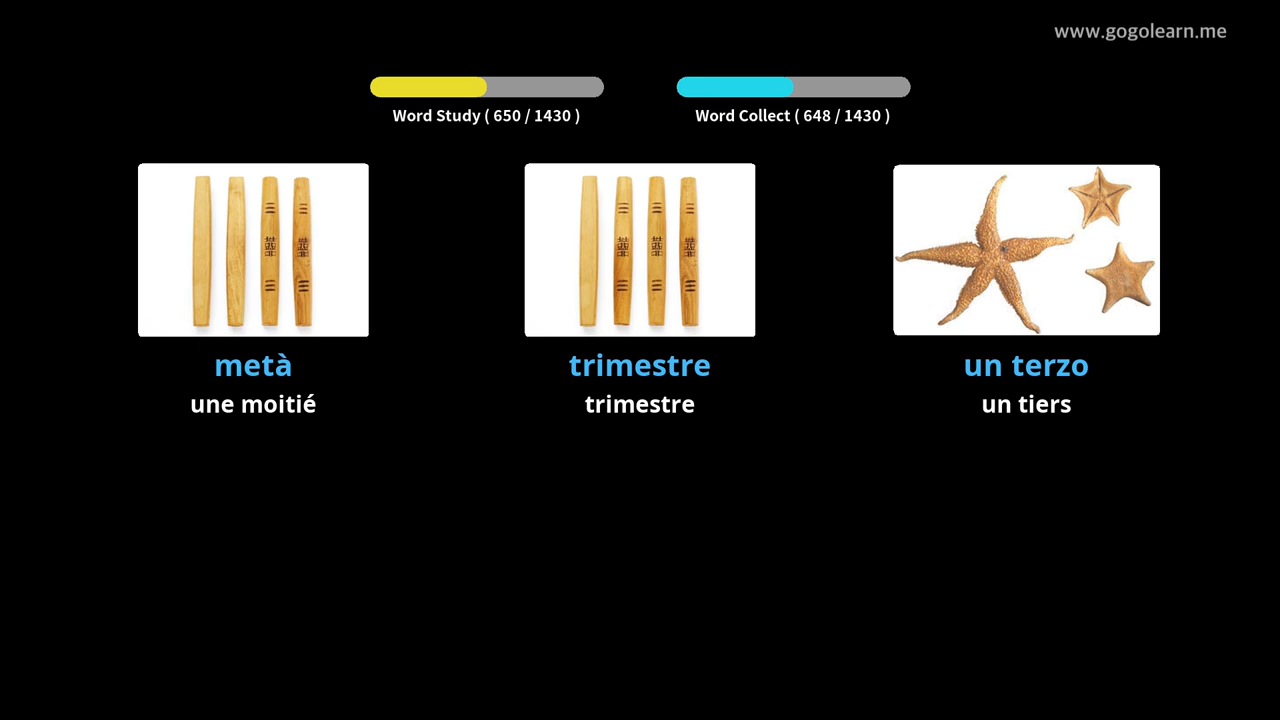 www.gogolearn.me
Word Study ( 650 / 1430 )
Word Collect ( 648 / 1430 )
metà
une moitié
trimestre
trimestre
un terzo
un tiers